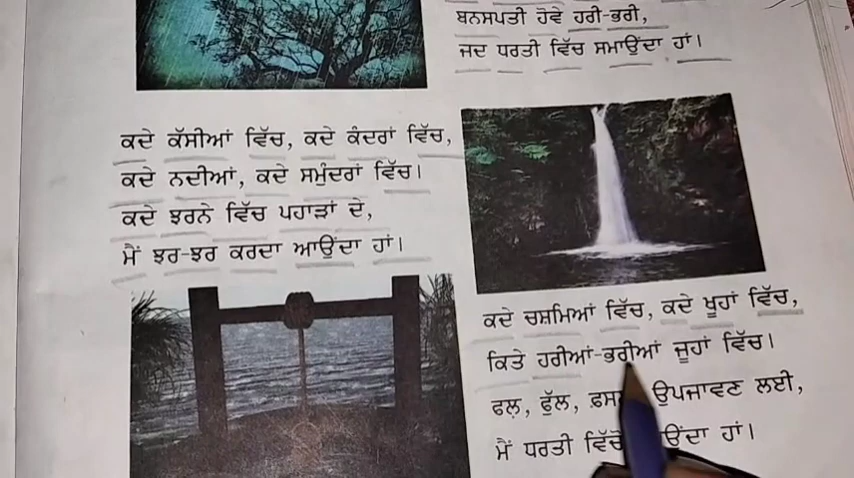 ਬਨਸਪਤੀ ਹੋਵੇ ਹਰੀ-ਭਰੀ,
ਜਦ ਧਰਤੀ ਵਿੱਚ ਸਮਾਉਂਦਾ ਹਾਂ।
ਕਦੇ ਕੱਸੀਆਂ ਵਿੱਚ, ਕਦੇ ਕੰਦਰਾਂ ਵਿੱਚ,
ਕਦੇ ਨਦੀਆਂ, ਕਦੇ ਸਮੁੰਦਰਾਂ ਵਿੱਚ।
ਕਦੇ ਝਰਨੇ ਵਿੱਚ ਪਹਾੜਾਂ ਦੇ,
ਮੈਂ ਝਰ-ਝਰ ਕਰਦਾ ਆਉਂਦਾ ਹਾਂ।
ਕਦੇ ਚਸ਼ਮਿਆਂ ਵਿੱਚ, ਕਦੇ ਖੂਹਾਂ ਵਿੱਚ,
ਕਿਤੇ ਹਰੀਆਂ-ਭਰੀਆਂ ਜੂਹਾਂ ਵਿੱਚ।
ਫਲ਼, ਫੁੱਲ, ਉਪਜਾਵਣ ਲਈ,
ਮੈਂ ਧਰਤੀ ਹਾਂ।